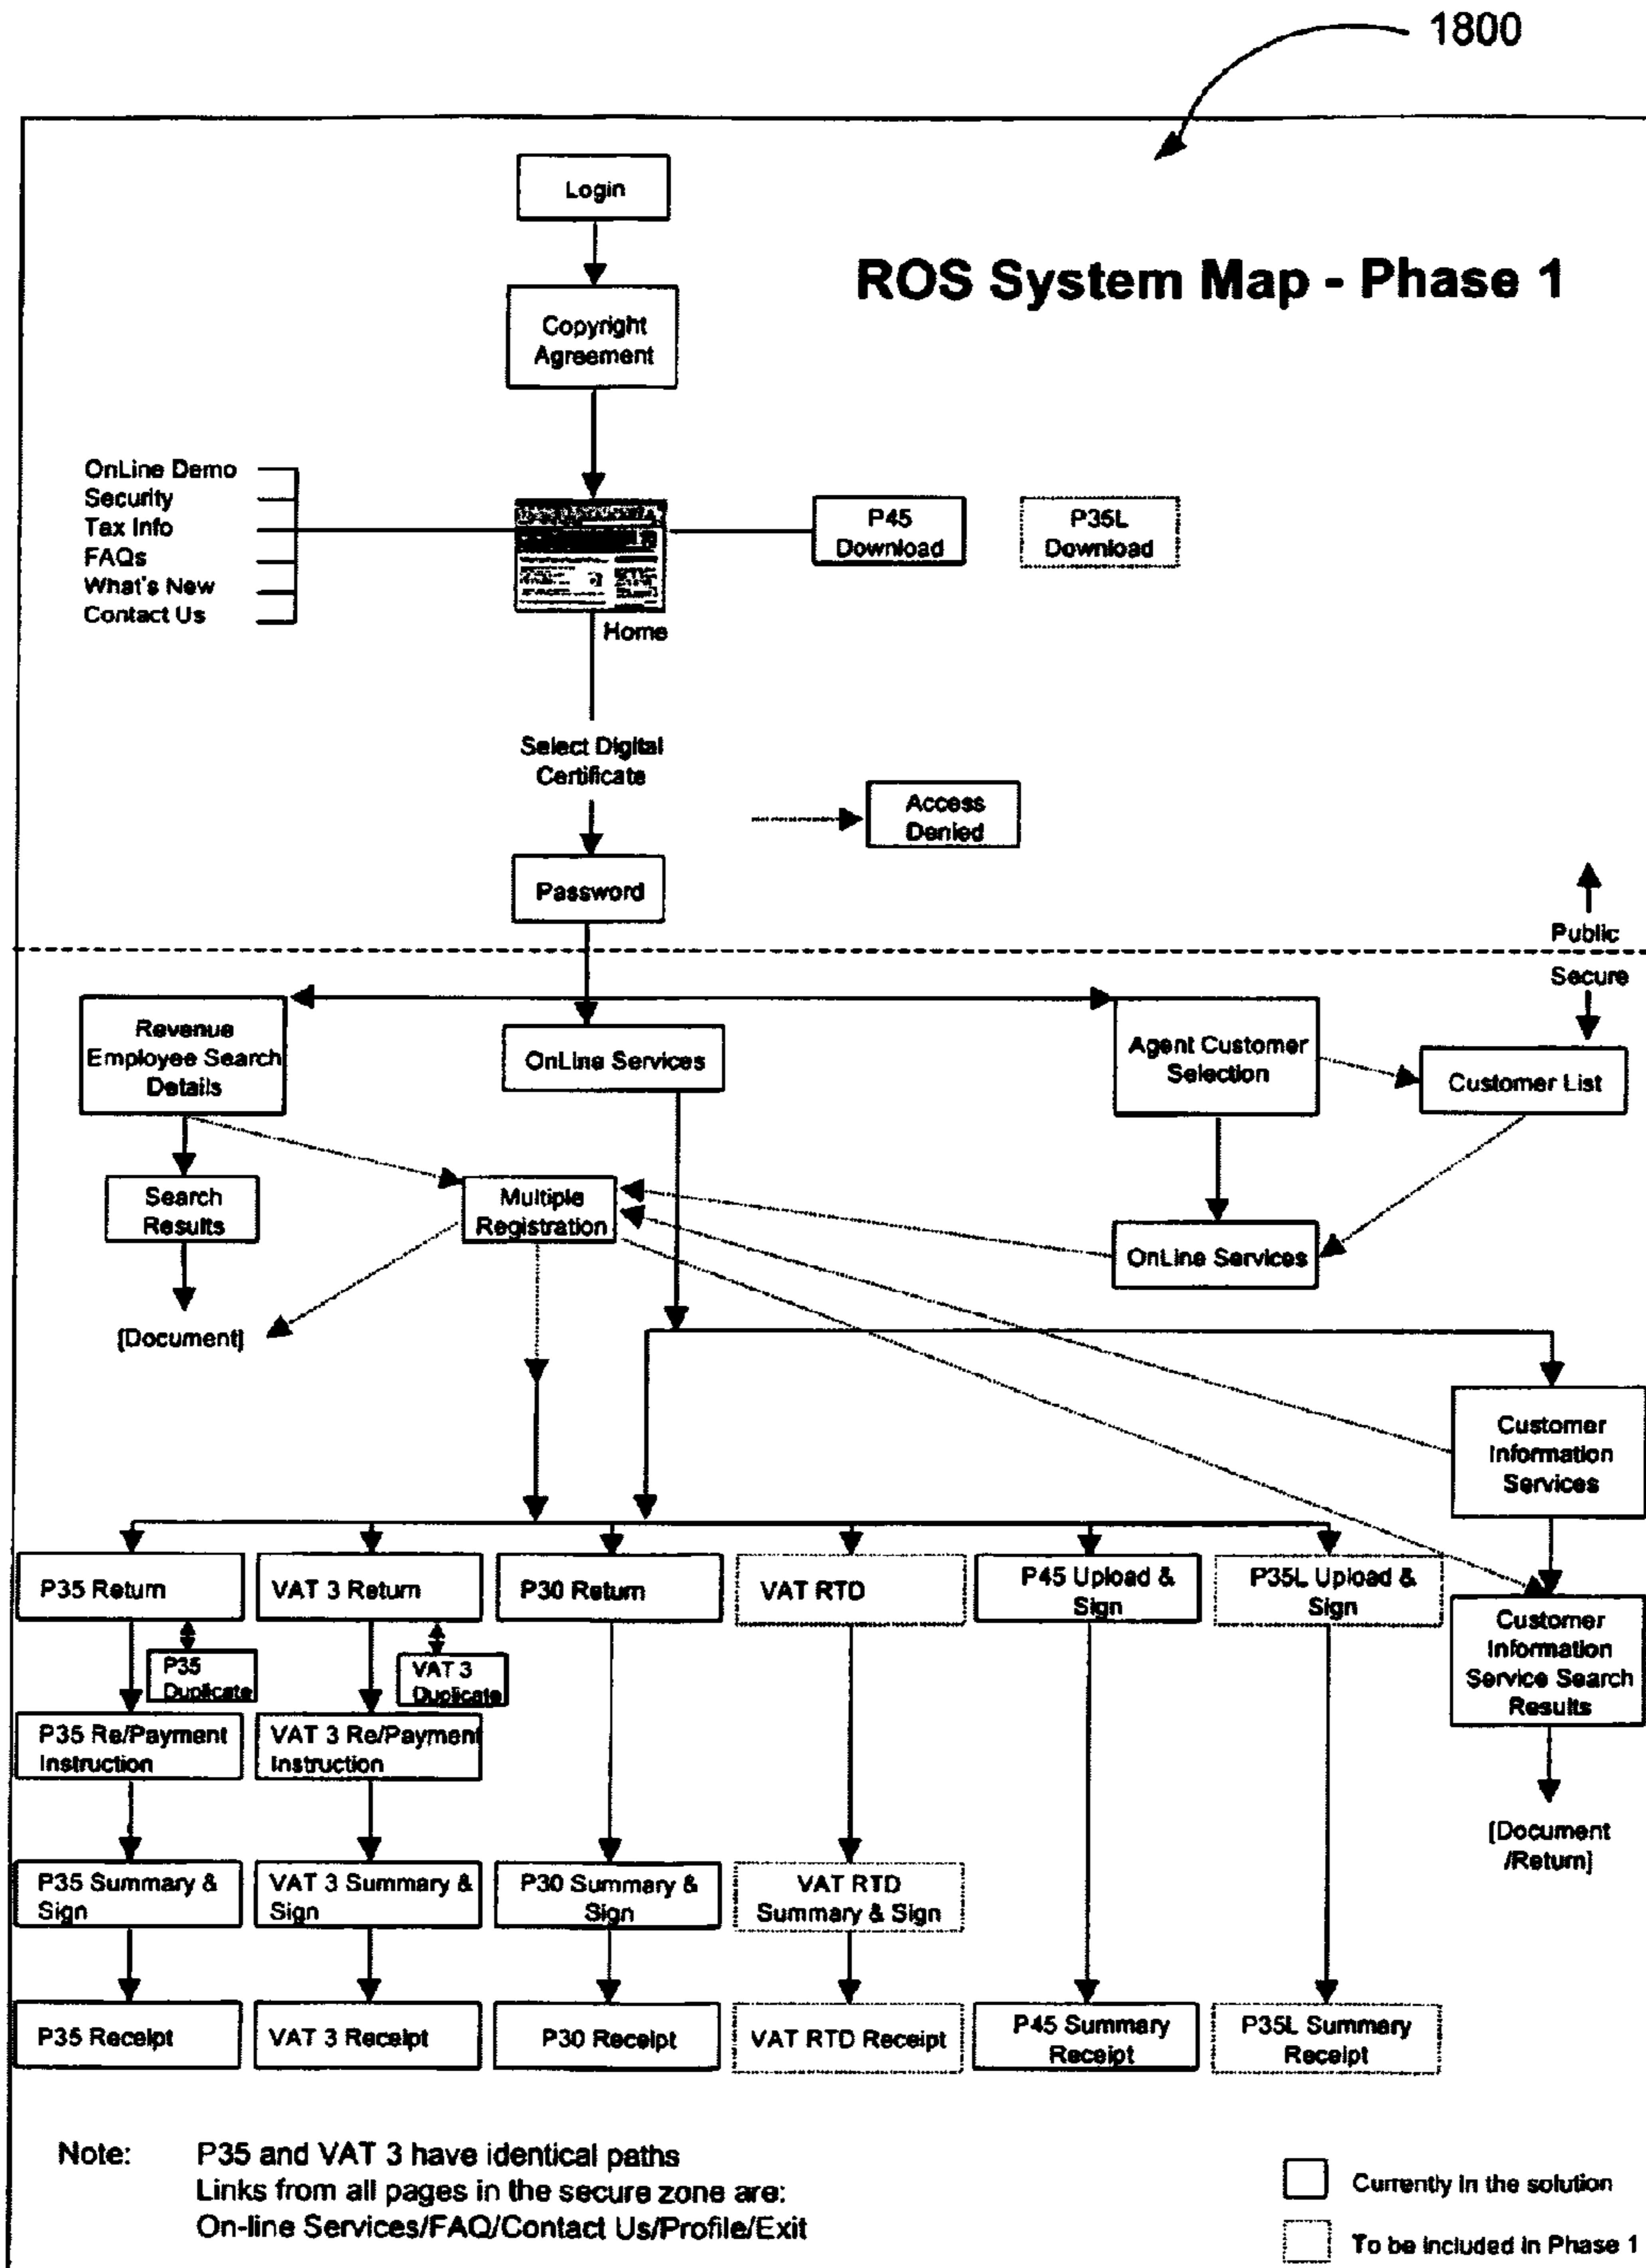 1800
Login
ROS System Map - Phase 1
Copyright
Agreement
OnLine Demo
Security
Tax Info
FAQs
What's New
Contact Us
P45
Download
P35L
Download
Home
Select Digital
Certificate
Access
Denied
Password
Public
Secure
Revenue
Employee Search
Details
OnLine Services
Agent Customer
Selection
Customer List
Search
Results
Multiple
Registration
OnLine Services
[Document]
Customer
Information
Services
P35 Return
VAT 3 Return
P30 Return
VAT RTD
P45 Upload &
Sign
P35L Upload &
Sign
P35
Duplicate
VAT 3
Duplicate
Customer
Information
Service Search
Results
P35 Re/Payment
Instruction
VAT 3 Re/Payment
Instruction
[Document
/Return]
P35 Summary &
Sign
VAT 3 Summary &
Sign
P30 Summary &
Sign
VAT RTD
Summary & Sign
P35 Receipt
VAT 3 Receipt
P30 Receipt
VAT RTD Receipt
P45 Summary
Receipt
P35L Summary
Receipt
Note: P35 and VAT 3 have identical paths
Links from all pages in the secure zone are:
On-line Services/FAQ/Contact Us/Profile/Exit
Currently in the solution
To be included in Phase 1